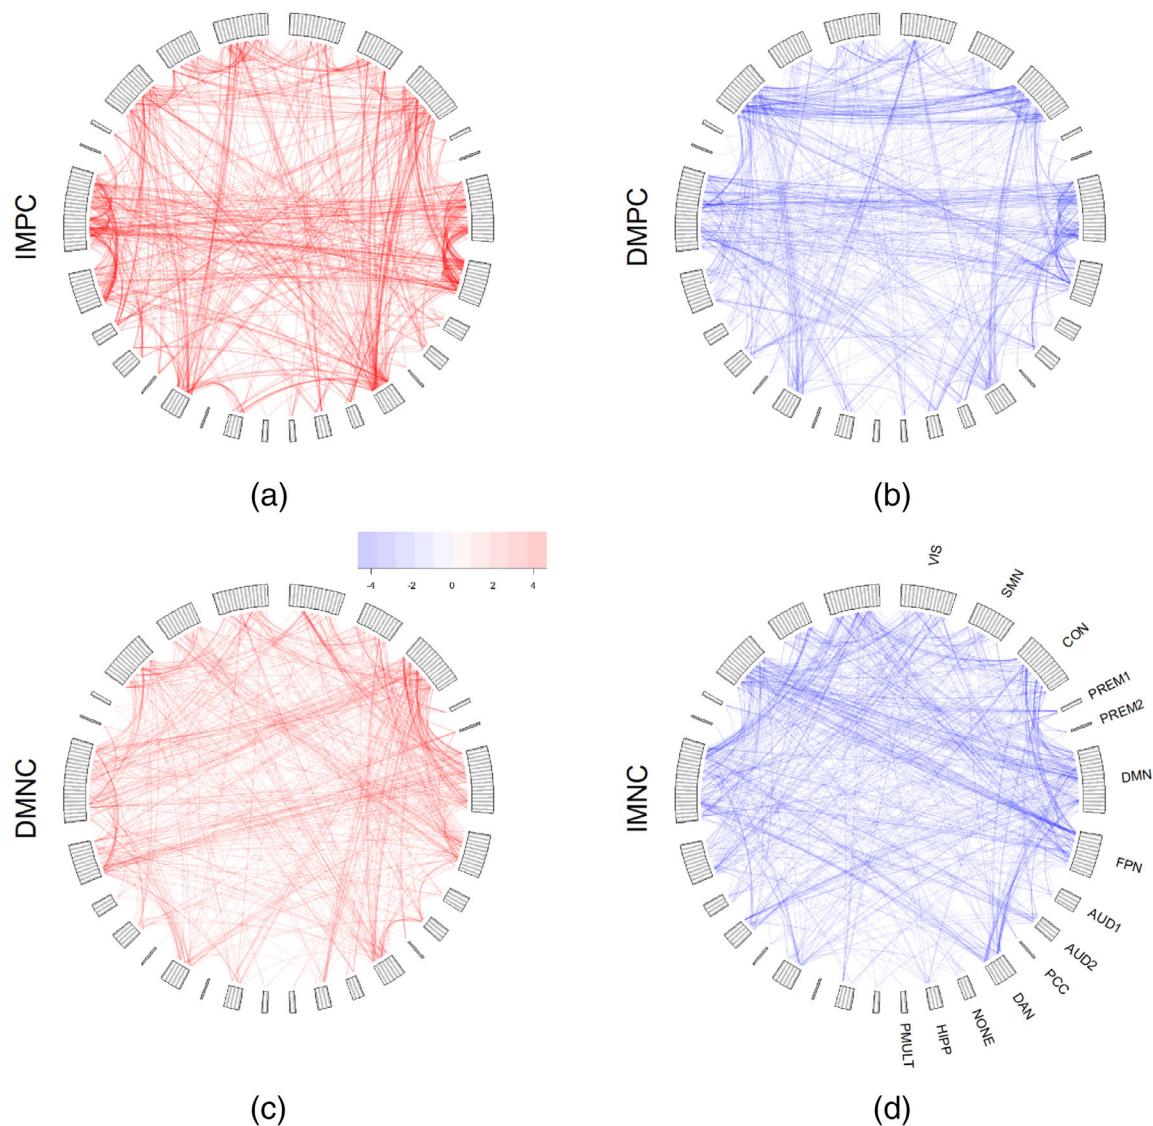 IMPC
DMPC
(a)
(b)
-4 -2 0 2 4
DMNC
IMNC
VIS
SMN
CON
PREM1
PREM2
DMN
FPN
AUD1
AUD2
PCC
DAN
NONE
HIPP
PMULT
(c)
(d)